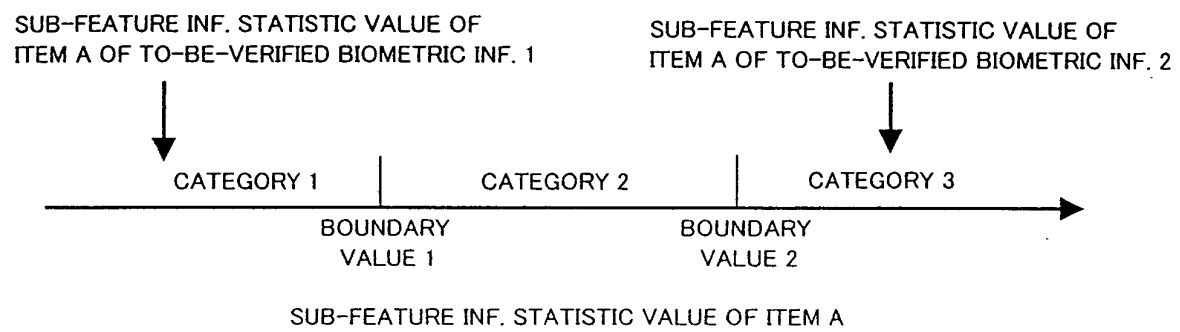 SUB-FEATURE INF. STATISTIC VALUE OF
ITEM A OF TO-BE-VERIFIED BIOMETRIC INF. 1
SUB-FEATURE INF. STATISTIC VALUE OF
ITEM A OF TO-BE-VERIFIED BIOMETRIC INF. 2
CATEGORY 1
CATEGORY 2
CATEGORY 3
BOUNDARY
VALUE 1
BOUNDARY
VALUE 2
SUB-FEATURE INF. STATISTIC VALUE OF ITEM A